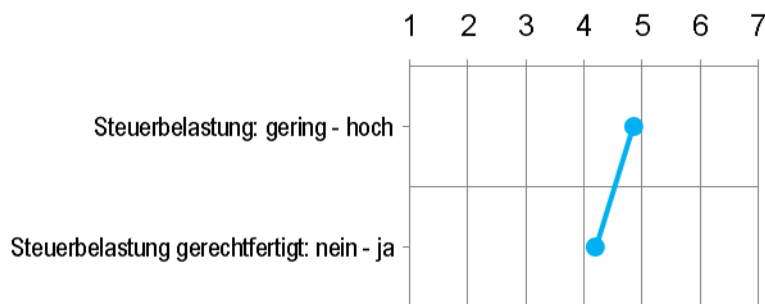 1 2 3 4 5 6 7
Steuerbelastung: gering - hoch
Steuerbelastung gerechtfertigt: nein - ja